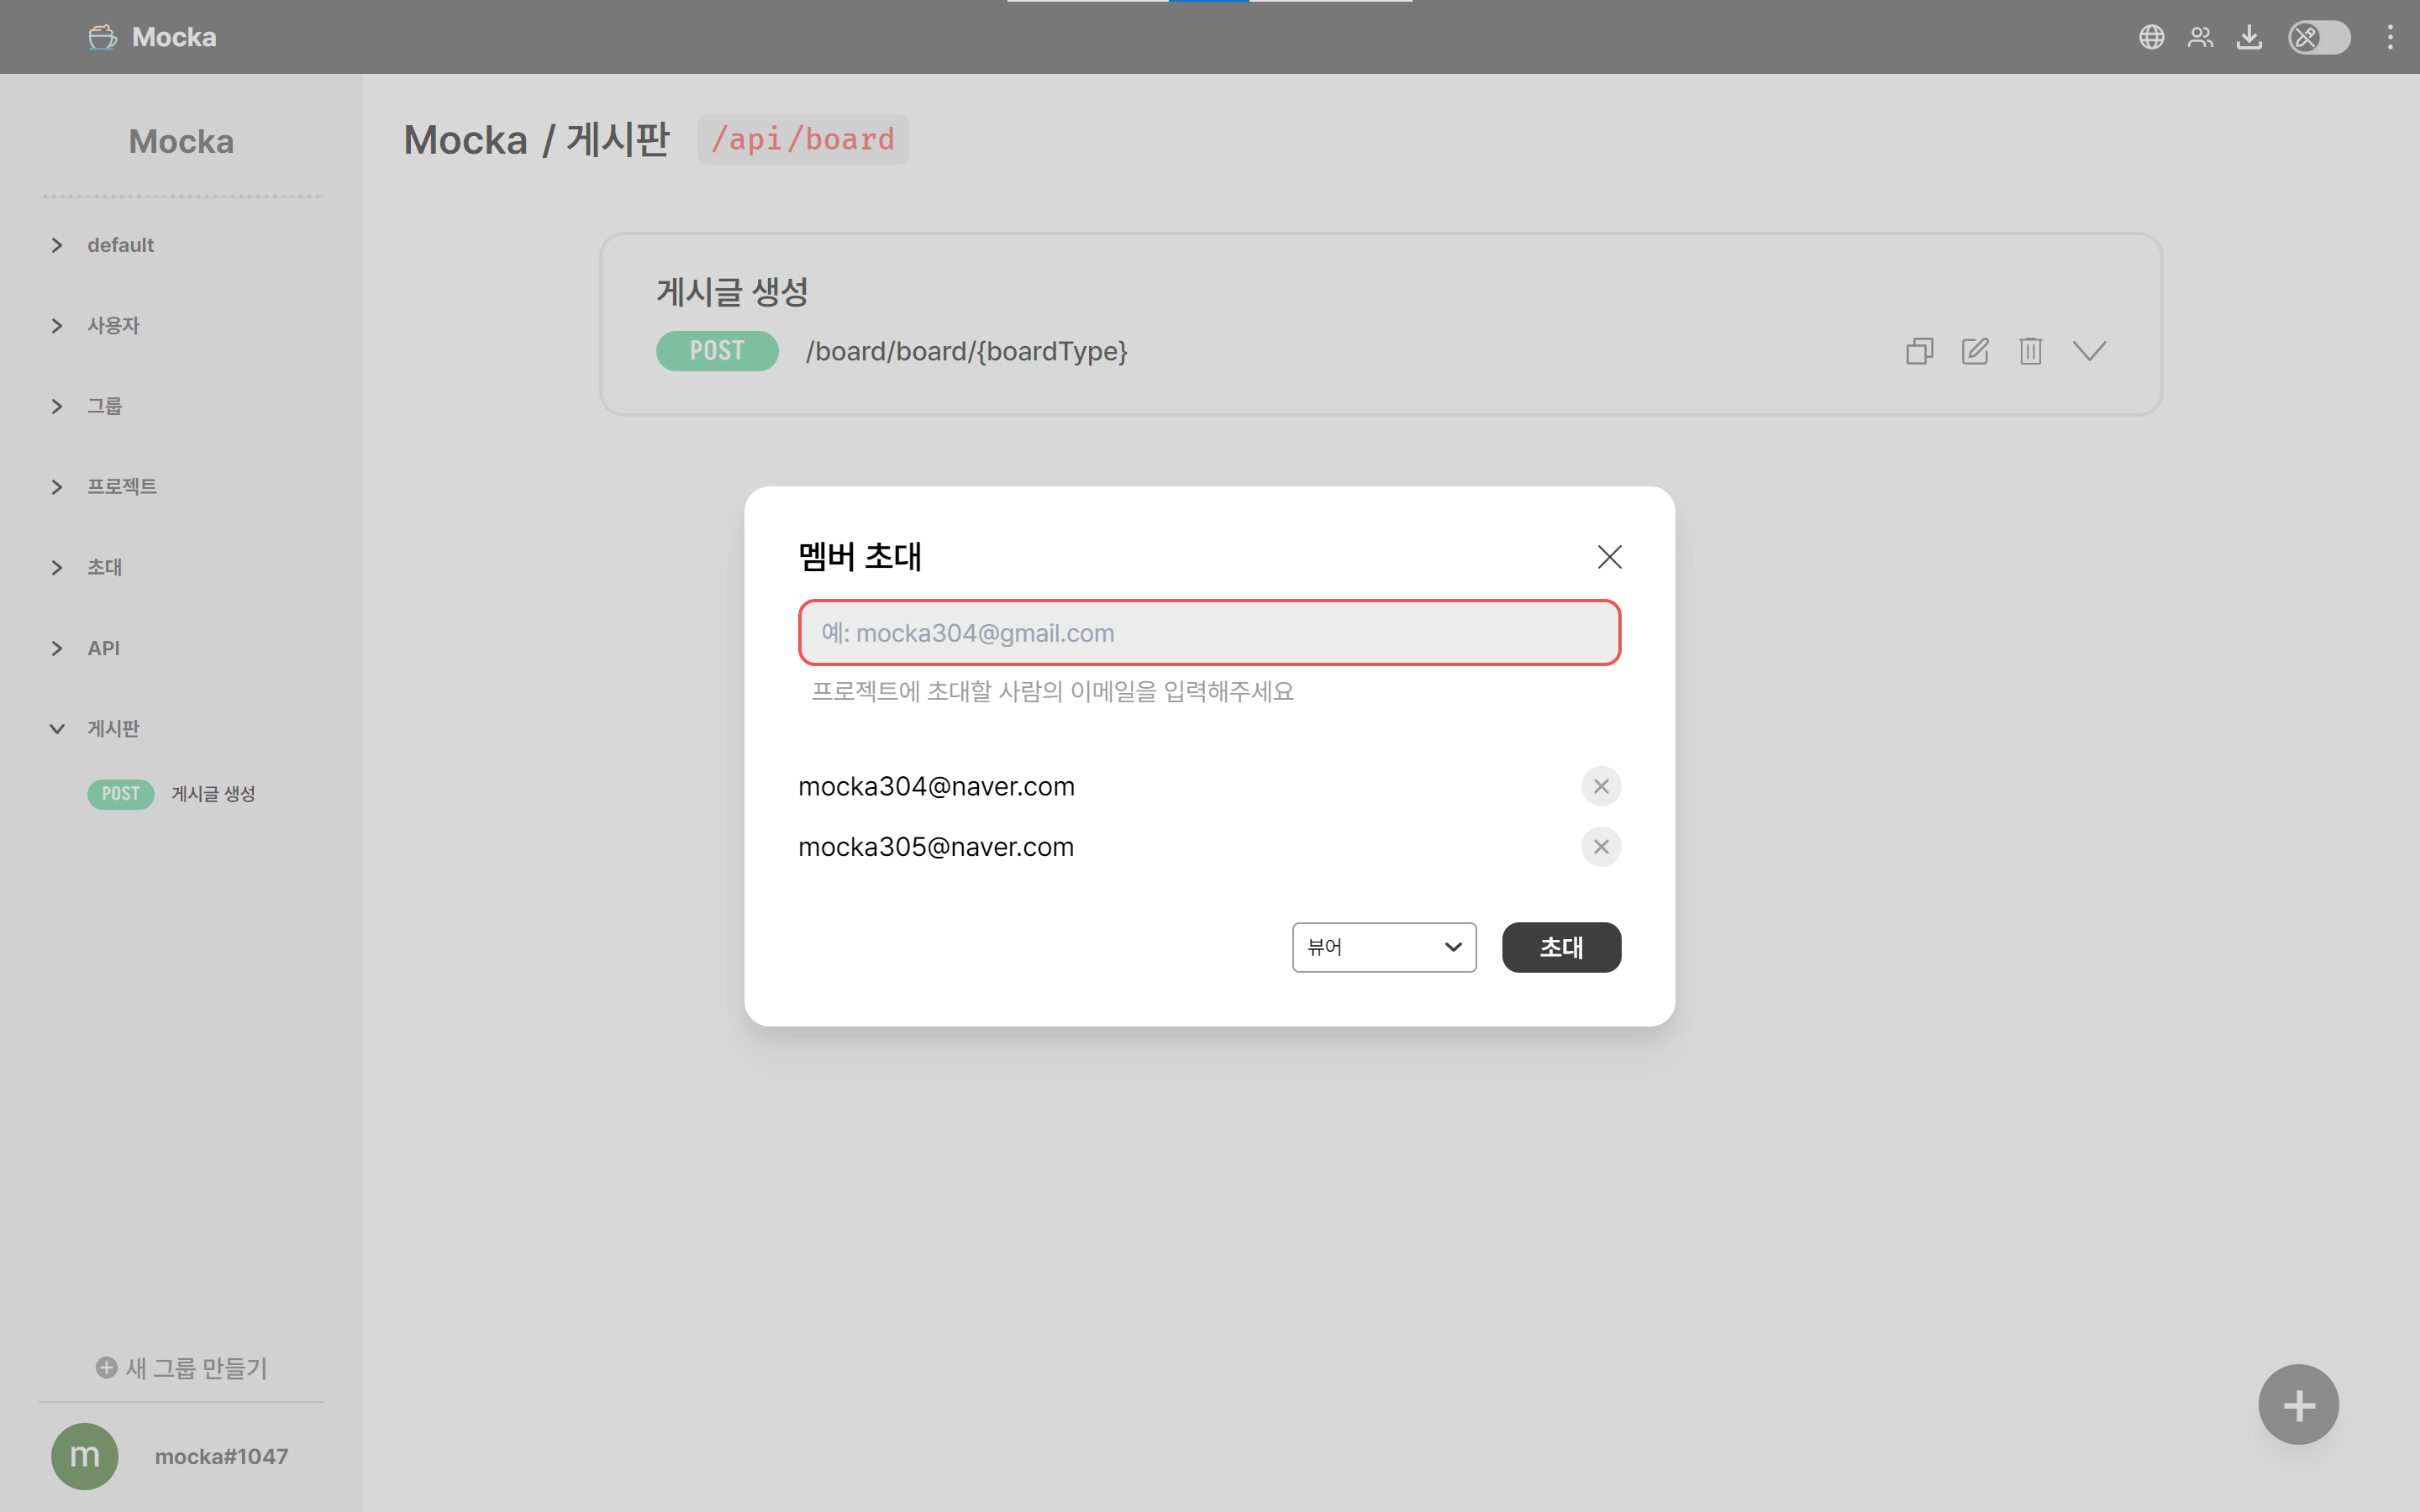 Mocka
Mocka
default
사용자
그룹
프로젝트
초대
API
게시판
POST 게시글 생성
새 그룹 만들기
m mocka#1047
Mocka / 게시판 /api/board
게시글 생성
POST /board/board/{boardType}
멤버 초대
예: mocka304@gmail.com
프로젝트에 초대할 사람의 이메일을 입력해주세요
mocka304@naver.com
mocka305@naver.com
뷰어 초대